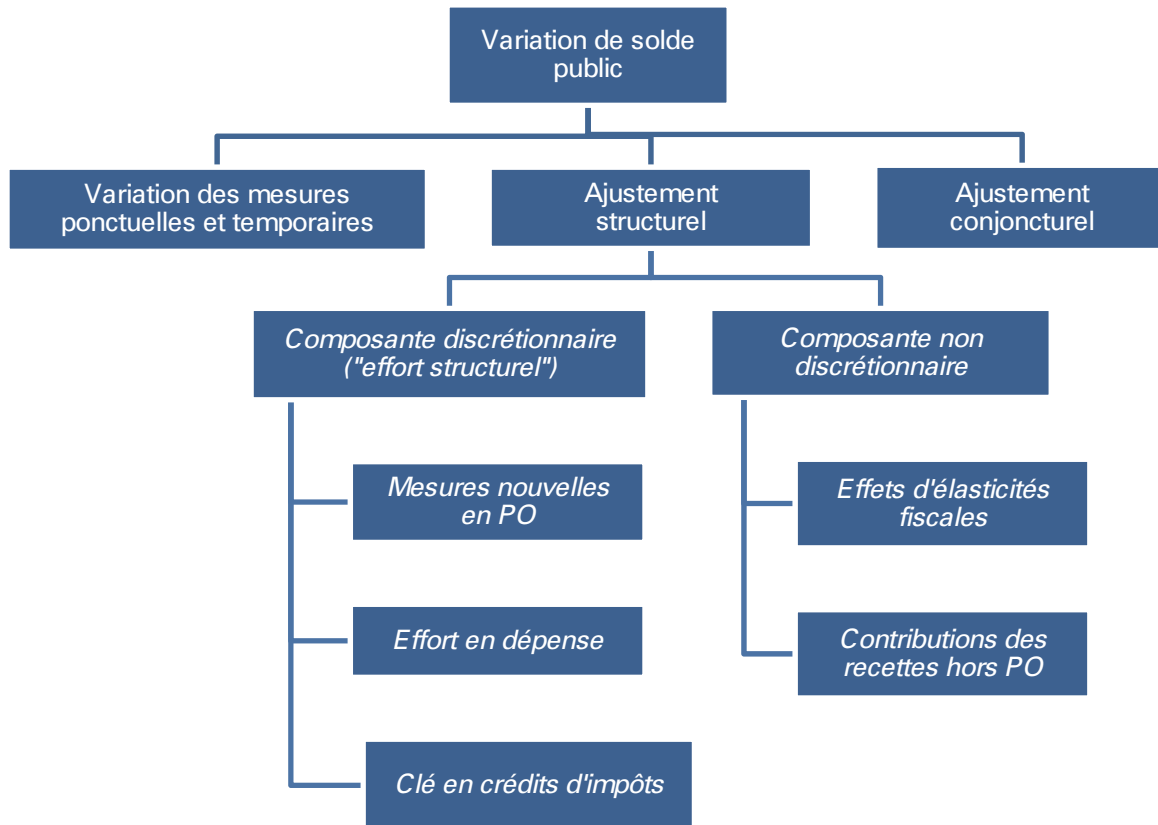 Variation de solde
public
Variation des mesures
ponctuelles et temporaires
Ajustement
structurel
Ajustement
conjoncturel
Composante discrétionnaire
("effort structurel")
Composante non
discrétionnaire
Mesures nouvelles
en PO
Effets d'élasticités
fiscales
Effort en dépense
Contributions des
recettes hors PO
Clé en crédits d'impôts